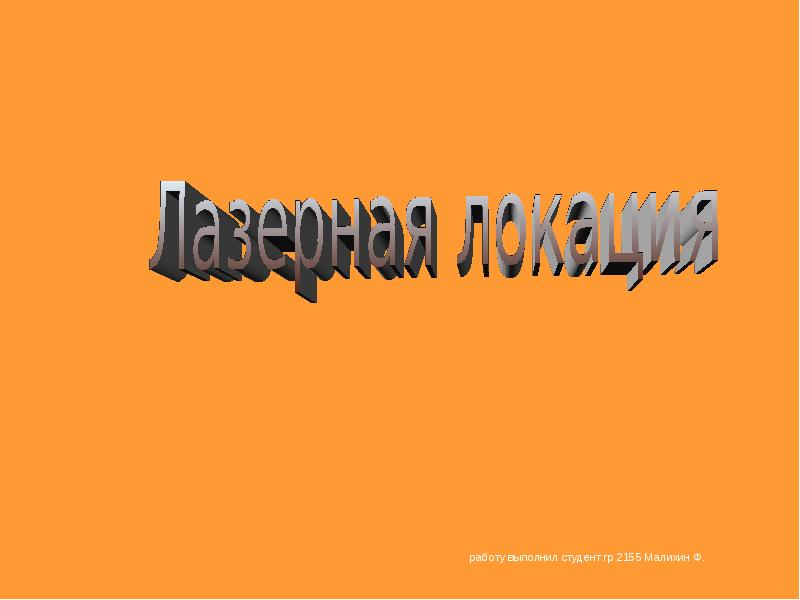 Лазерная локация
работу выполнил студент гр 2155 Малихин Ф.